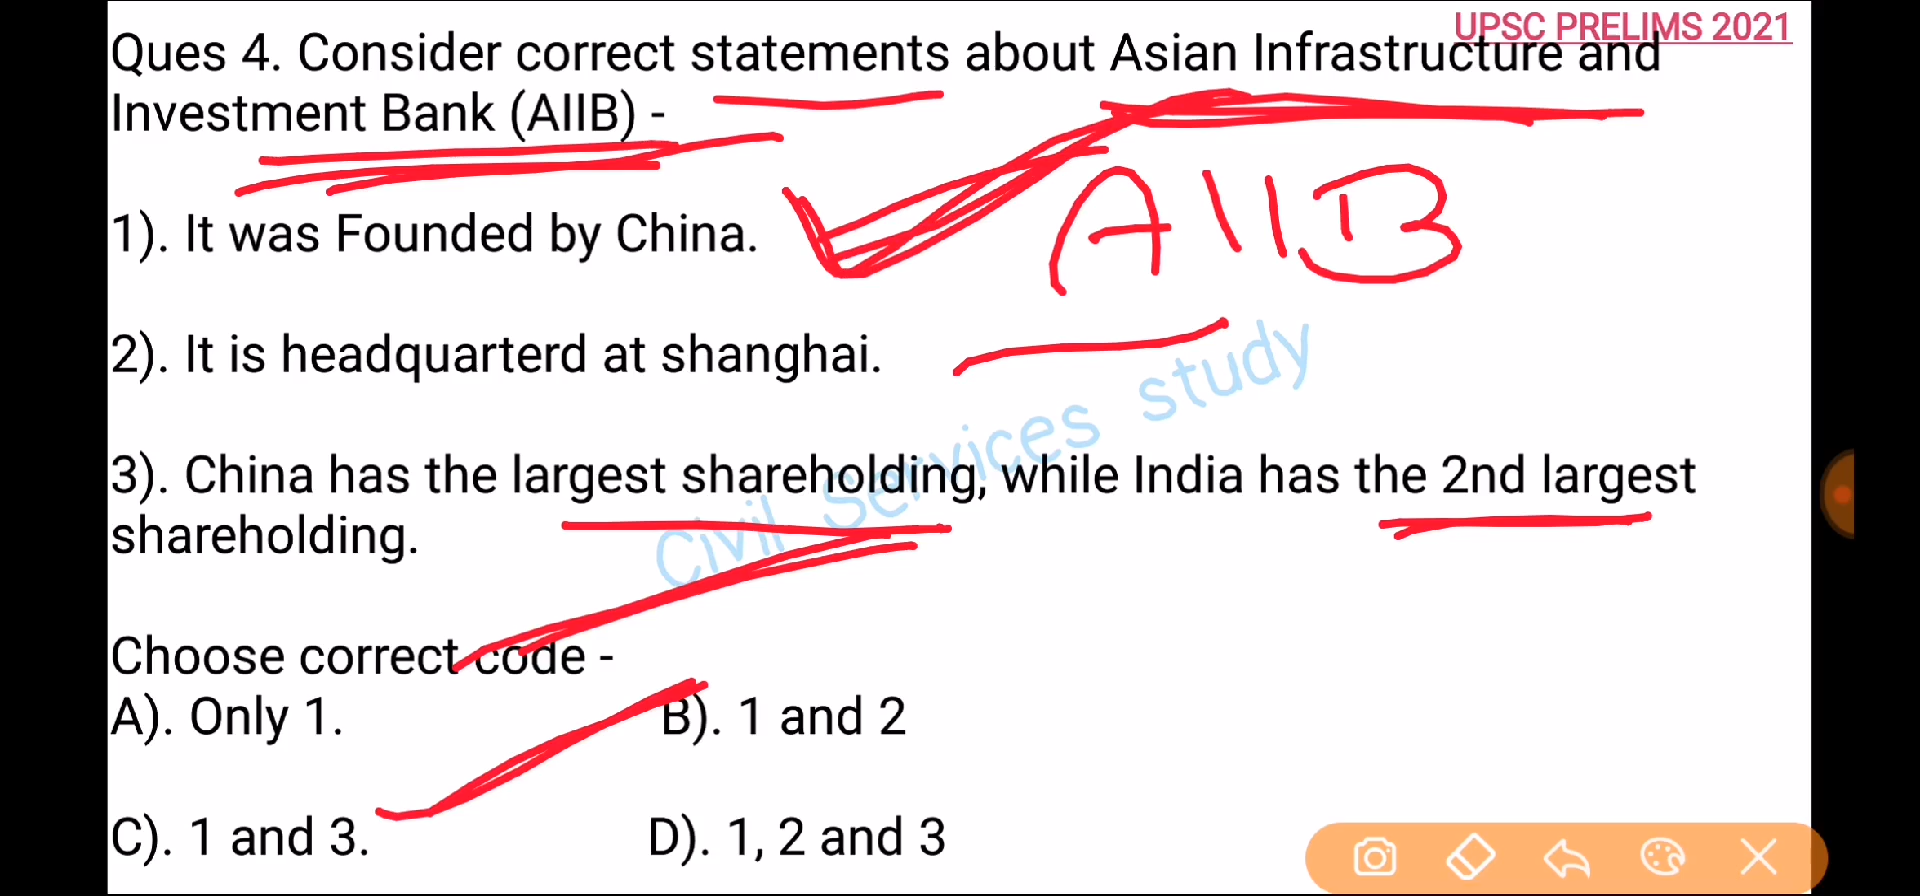 UPSC PRELIMS 2021
Ques 4. Consider correct statements about Asian Infrastructure and
Investment Bank (AIIB) -
AIIB
1). It was Founded by China.
2). It is headquarterd at shanghai.
3). China has the largest shareholding, while India has the 2nd largest
shareholding.
Civil Services study
Choose correct code -
A). Only 1.
B). 1 and 2
C). 1 and 3.
D). 1, 2 and 3